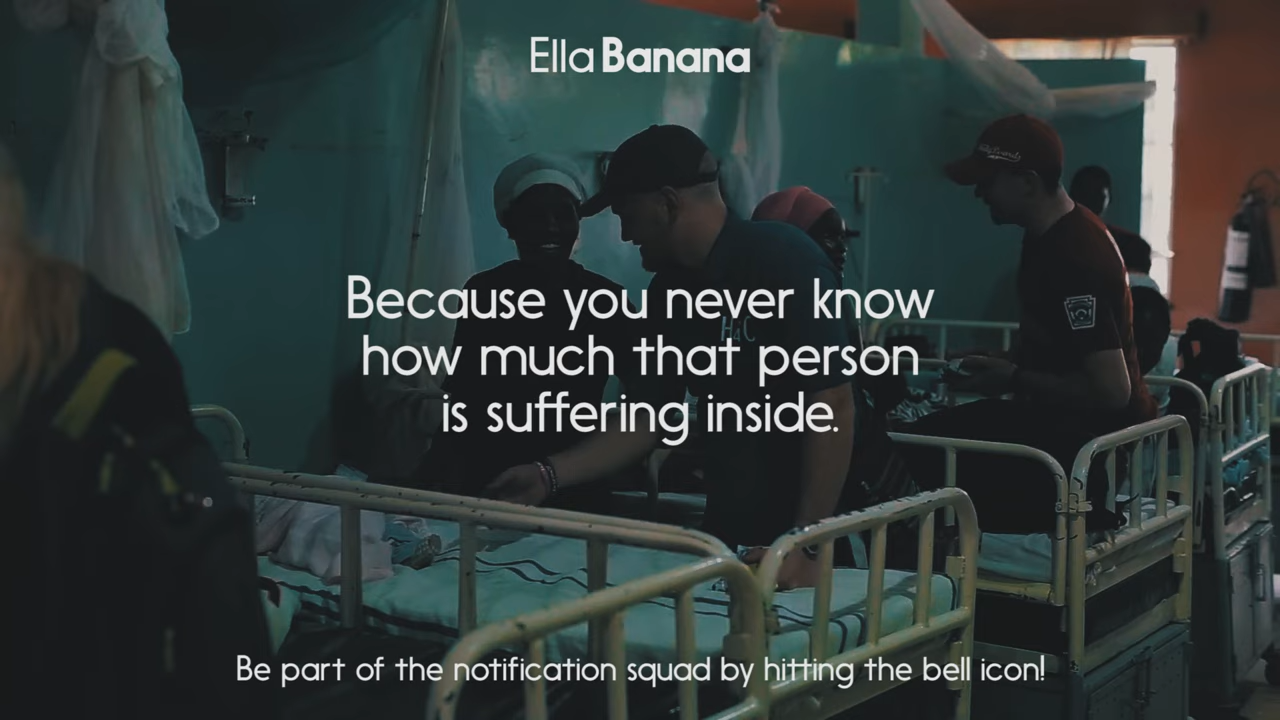 Ella Banana
Because you never know
H4C
how much that person
is suffering inside.
Be part of the notification squad by hitting the bell icon!